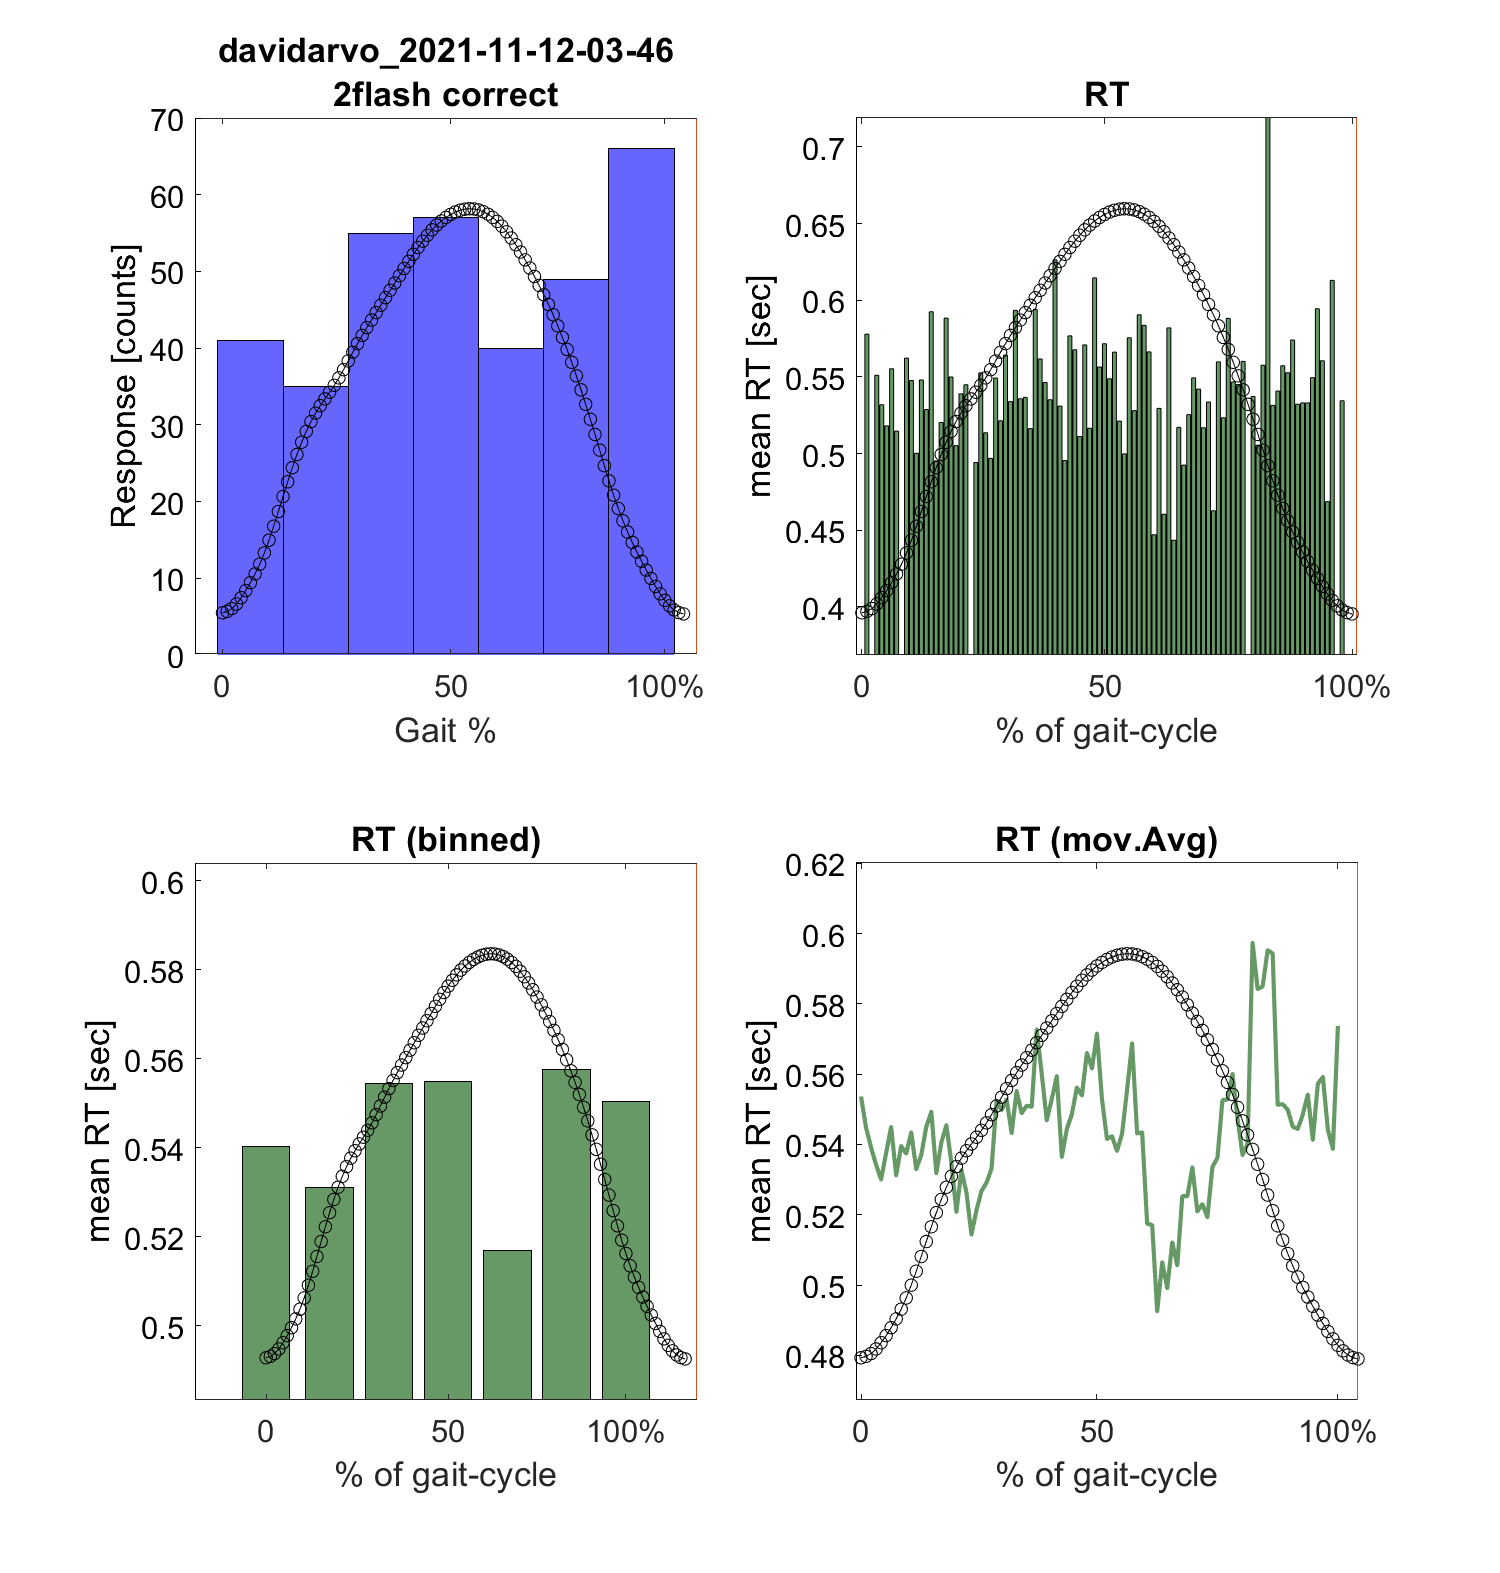 davidarvo_2021-11-12-03-46
2flash correct
70
60
50
40
30
20
10
0
Response [counts]
0 50 100%
Gait %
RT
0.7
0.65
0.6
0.55
0.5
0.45
0.4
mean RT [sec]
0 50 100%
% of gait-cycle
RT (binned)
0.6
0.58
0.56
0.54
0.52
0.5
mean RT [sec]
0 50 100%
% of gait-cycle
RT (mov.Avg)
0.62
0.6
0.58
0.56
0.54
0.52
0.5
0.48
mean RT [sec]
0 50 100%
% of gait-cycle